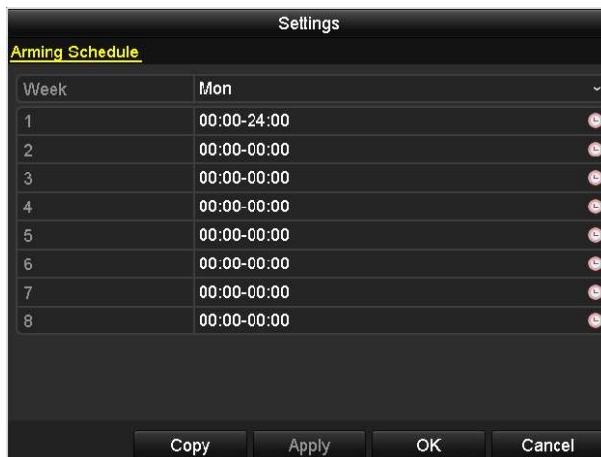 Settings
Arming Schedule
Week Mon
1 00:00-24:00
2 00:00-00:00
3 00:00-00:00
4 00:00-00:00
5 00:00-00:00
6 00:00-00:00
7 00:00-00:00
8 00:00-00:00
Copy Apply OK Cancel